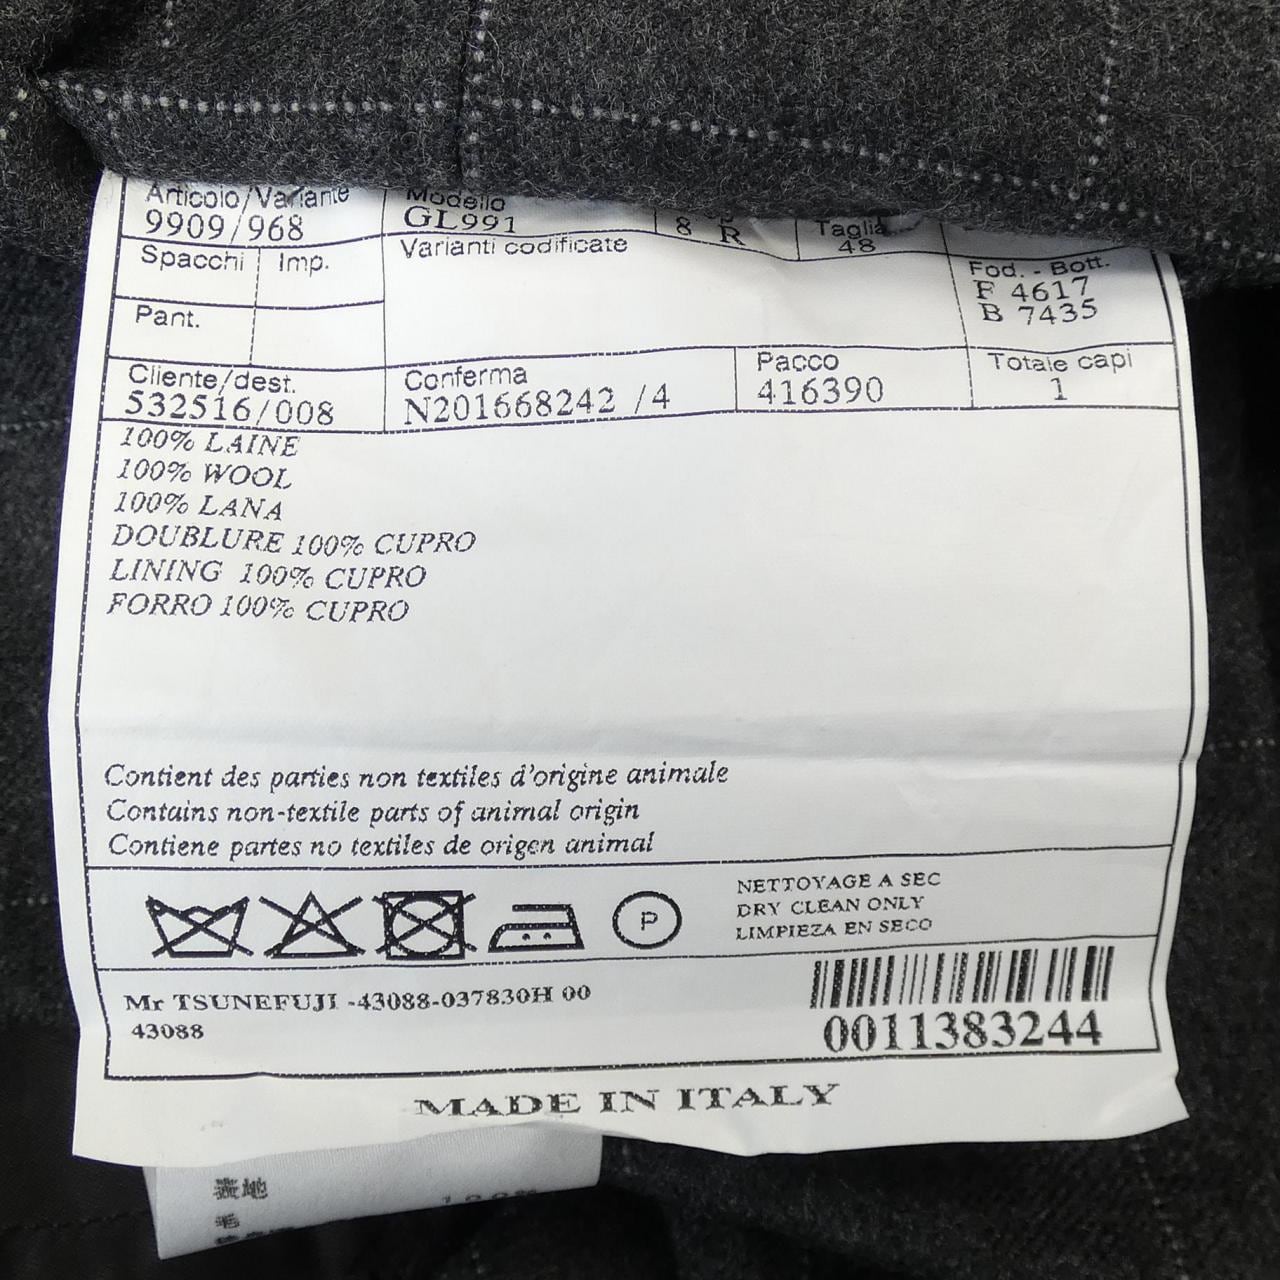 Articolo/Variante Modello
9909/968 GL991 8 R Taglia 48
Spacchi Imp. Varianti codificate Fod. - Bott.
F 4617
B 7435
Pant.
Cliente/dest. Conferma Pacco Totale capi
532516/008 N201668242 /4 416390 1
100% LAINE
100% WOOL
100% LANA
DOUBLURE 100% CUPRO
LINING 100% CUPRO
FORRO 100% CUPRO
Contient des parties non textiles d'origine animale
Contains non-textile parts of animal origin
Contiene partes no textiles de origen animal
P
NETTOYAGE A SEC
DRY CLEAN ONLY
LIMPIEZA EN SECO
Mr TSUNEFUJI -43088-037830H 00
43088
0011383244
MADE IN ITALY
表地
毛 100%